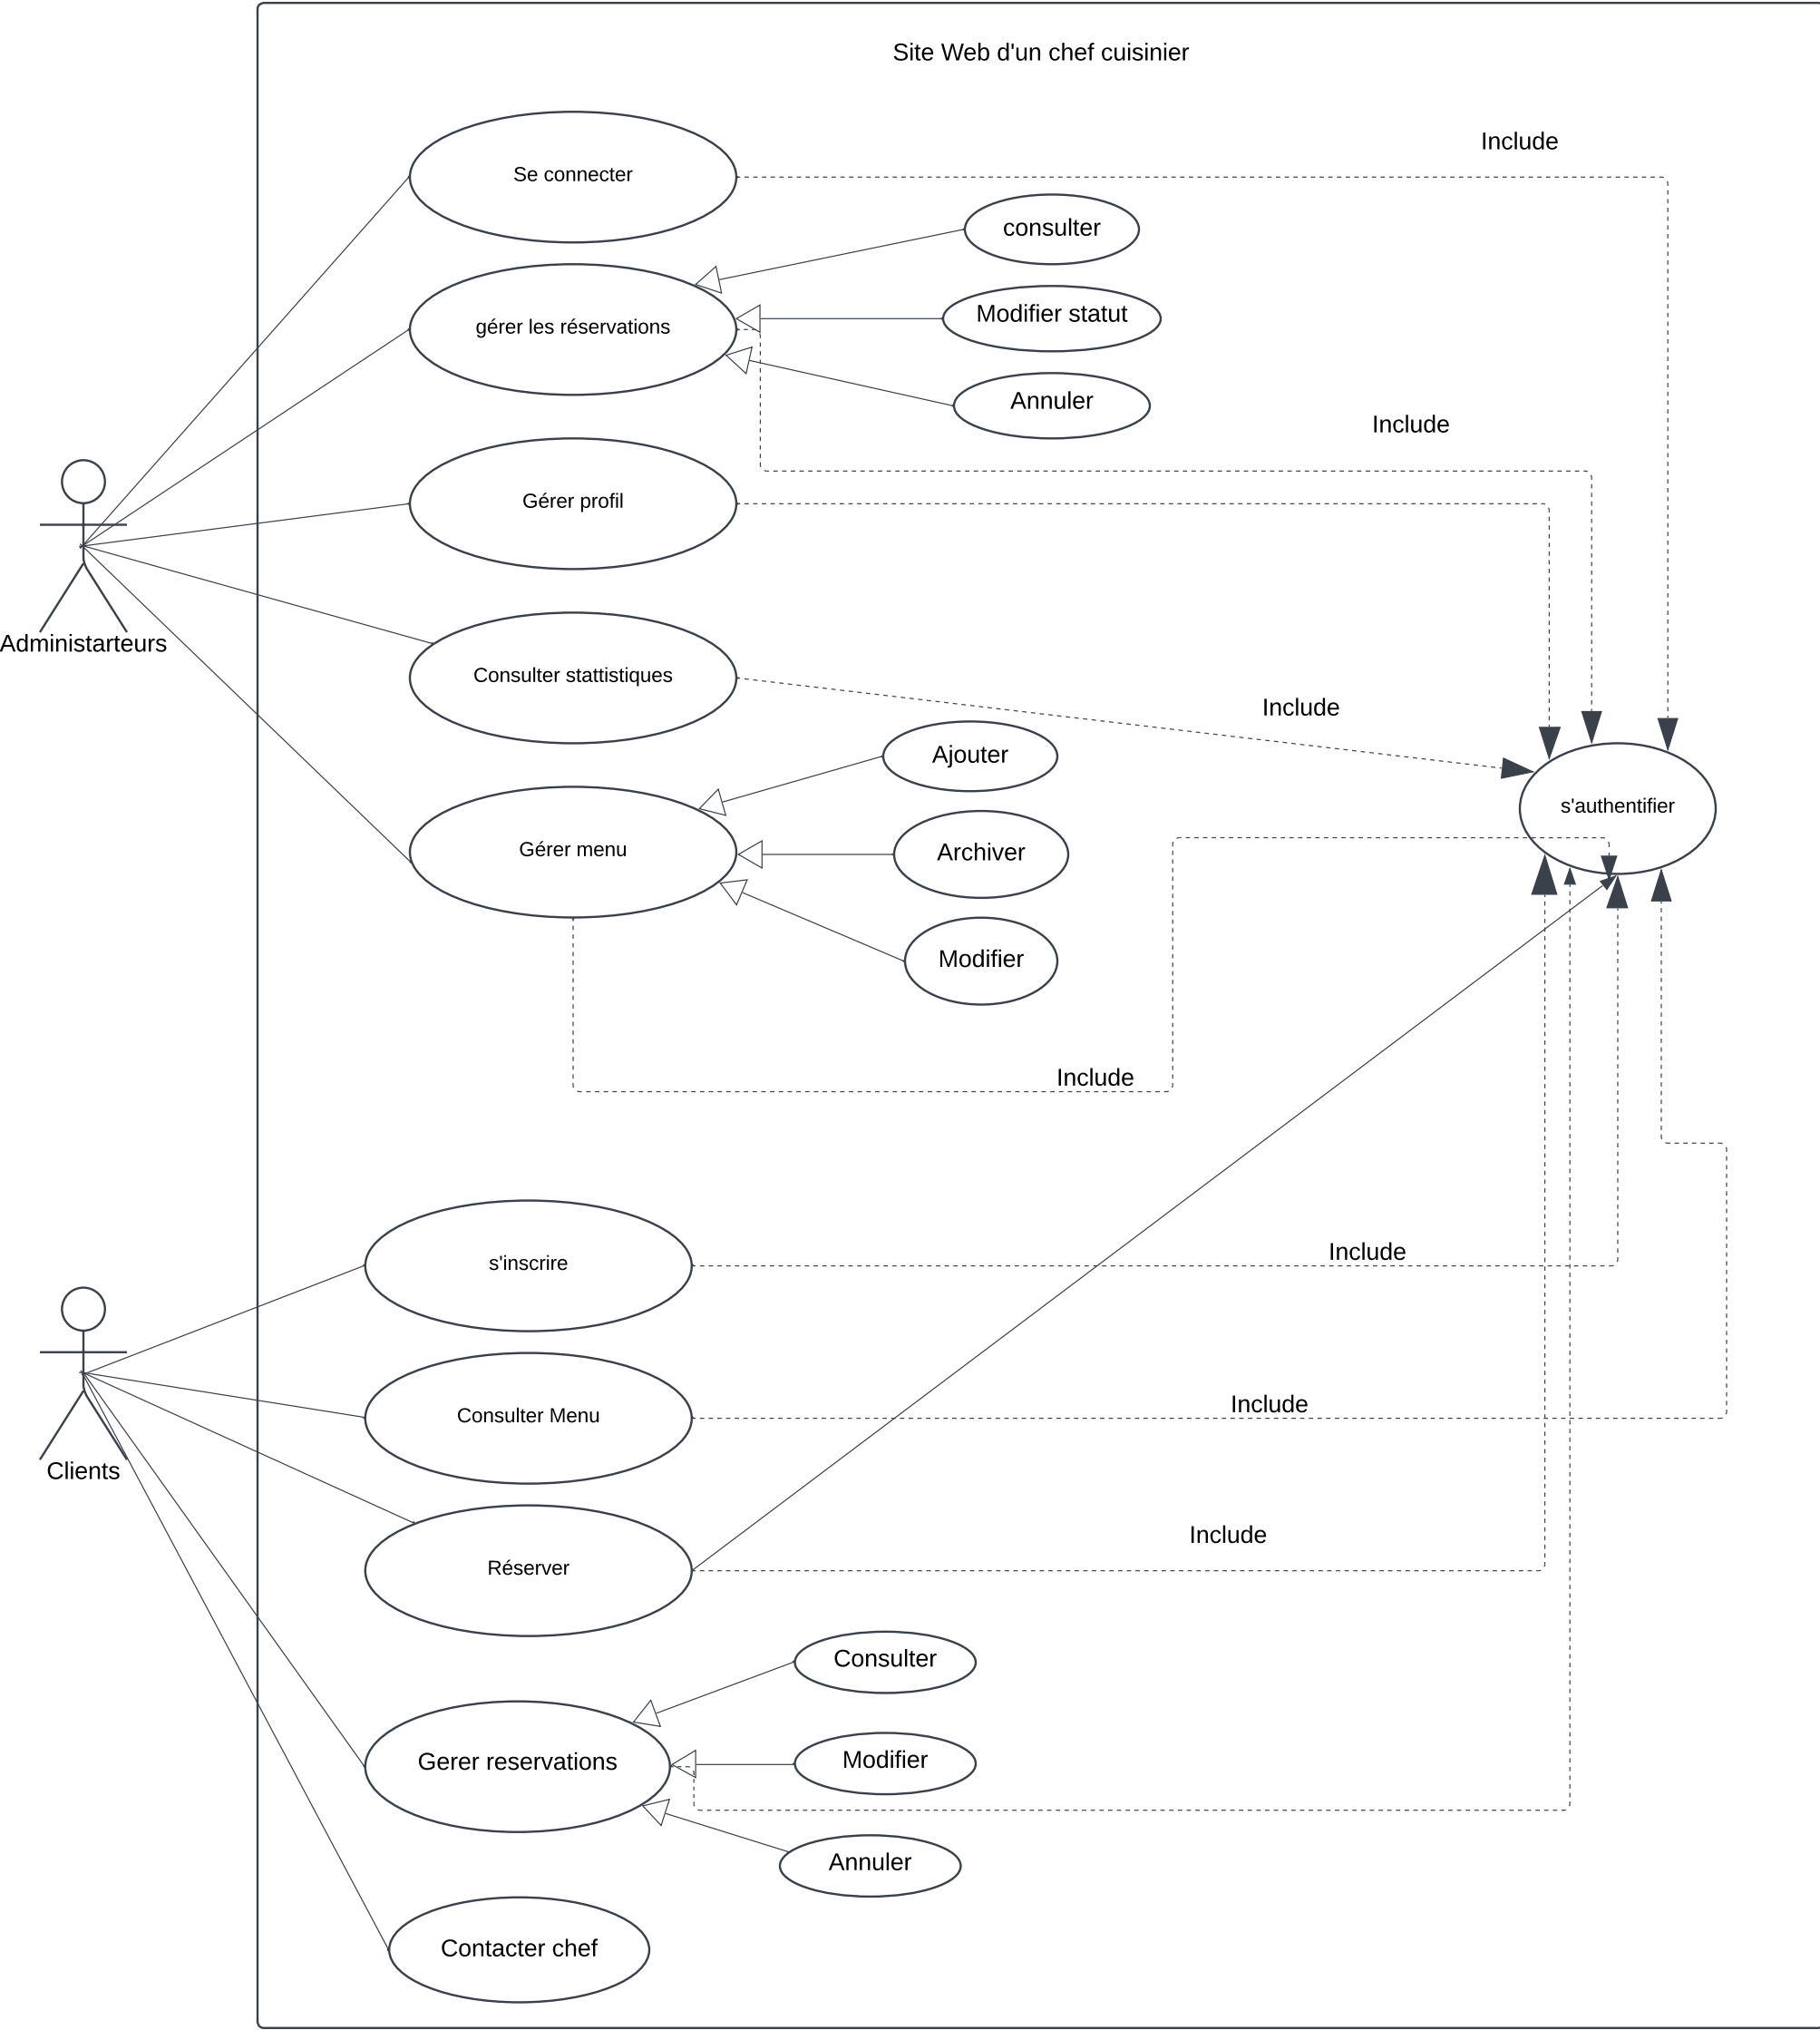 Site Web d'un chef cuisinier
Include
Se connecter
consulter
Modifier statut
gérer les réservations
Annuler
Include
Gérer profil
Administarteurs
Consulter stattistiques
Include
Ajouter
s'authentifier
Gérer menu
Archiver
Modifier
Include
Include
s'inscrire
Include
Consulter Menu
Clients
Include
Réserver
Consulter
Modifier
Gerer reservations
Annuler
Contacter chef